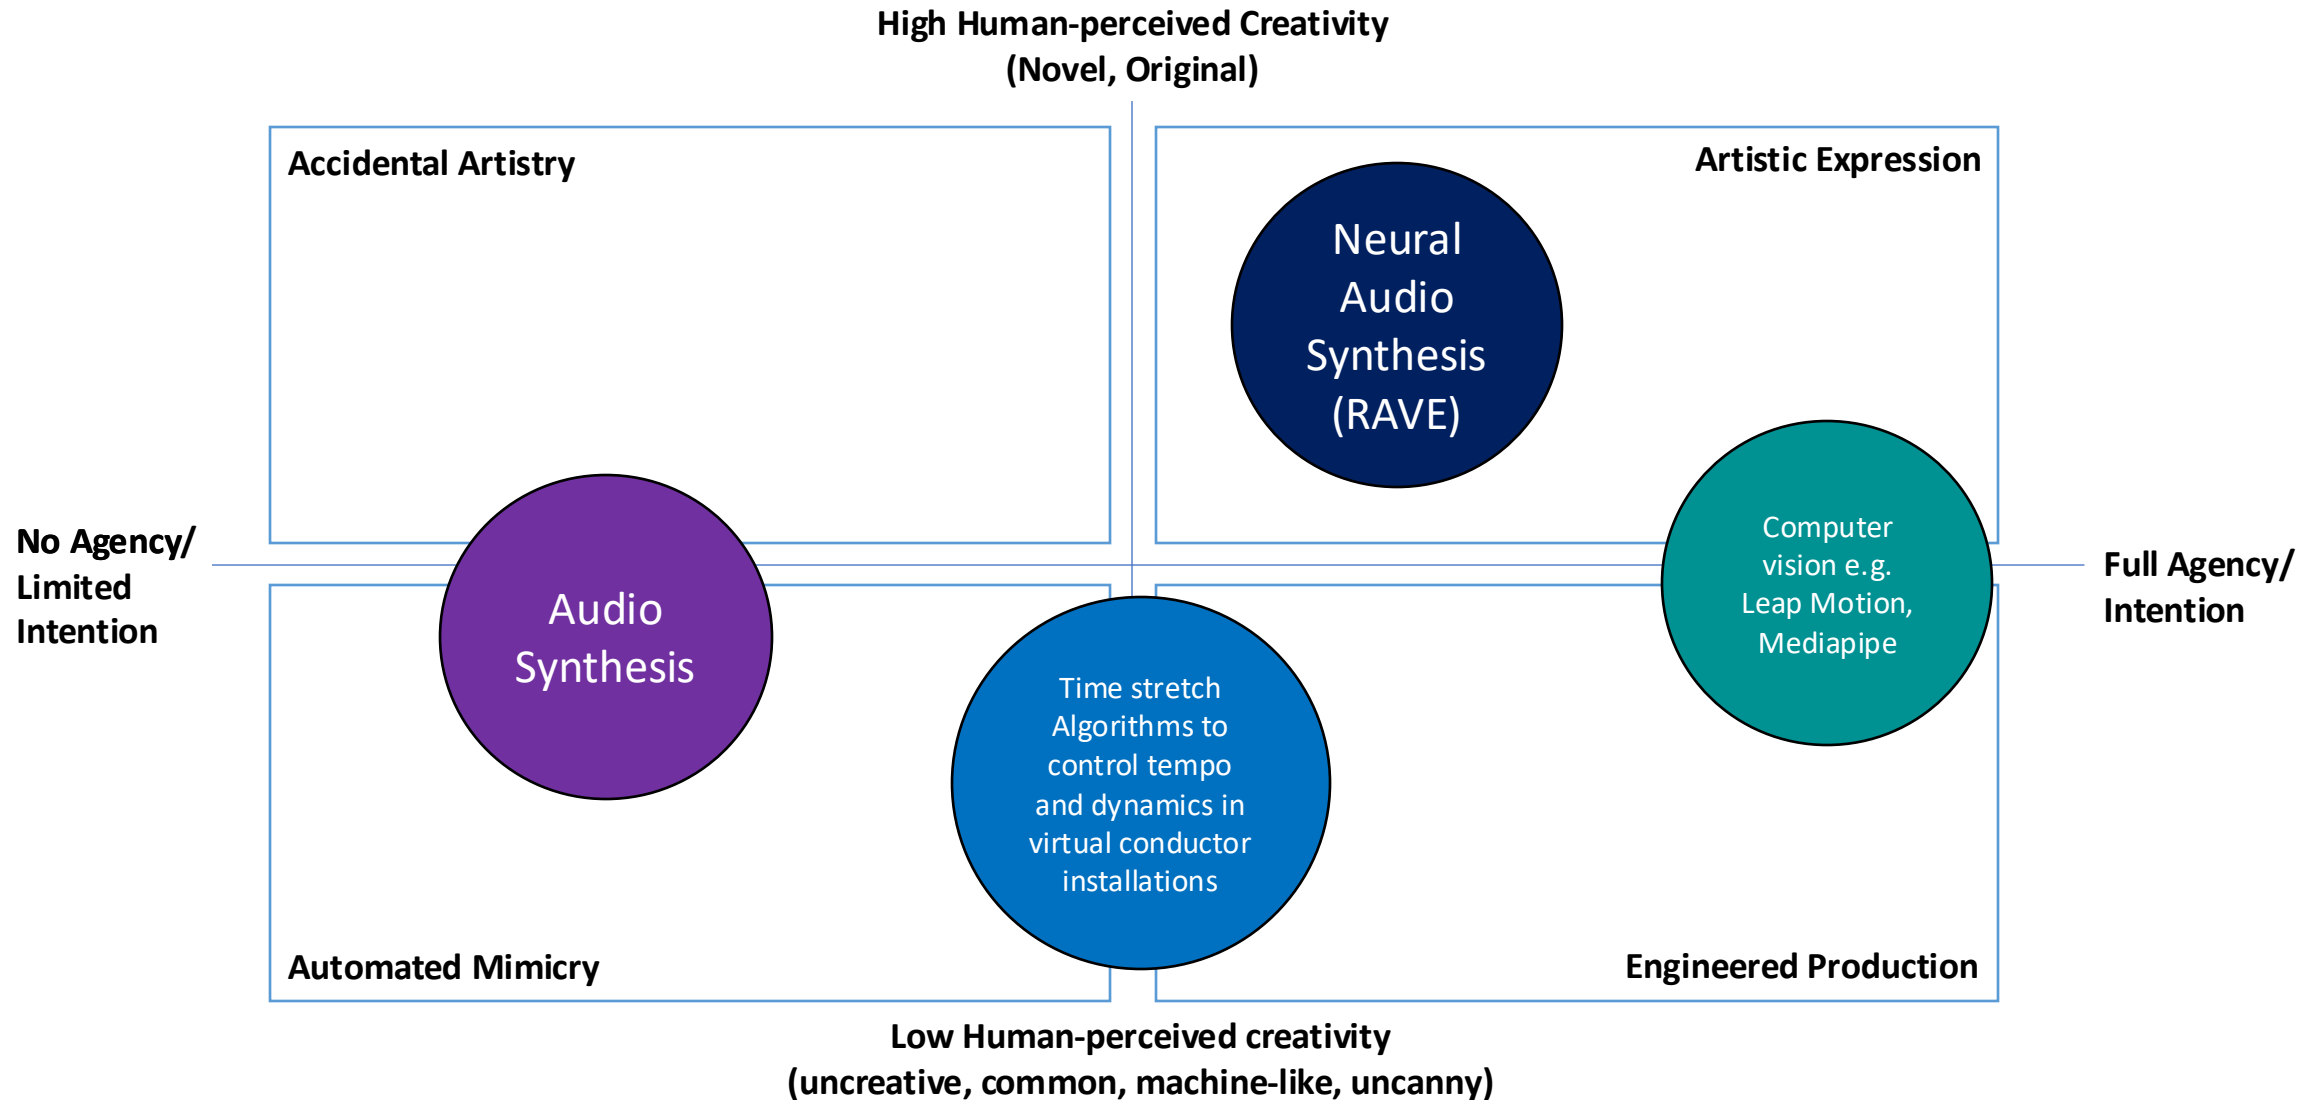 High Human-perceived Creativity
(Novel, Original)
Accidental Artistry
Artistic Expression
Neural
Audio
Synthesis
(RAVE)
No Agency/
Limited
Intention
Audio
Synthesis
Computer
vision e.g.
Leap Motion,
Mediapipe
Full Agency/
Intention
Time stretch
Algorithms to
control tempo
and dynamics in
virtual conductor
installations
Automated Mimicry
Engineered Production
Low Human-perceived creativity
(uncreative, common, machine-like, uncanny)